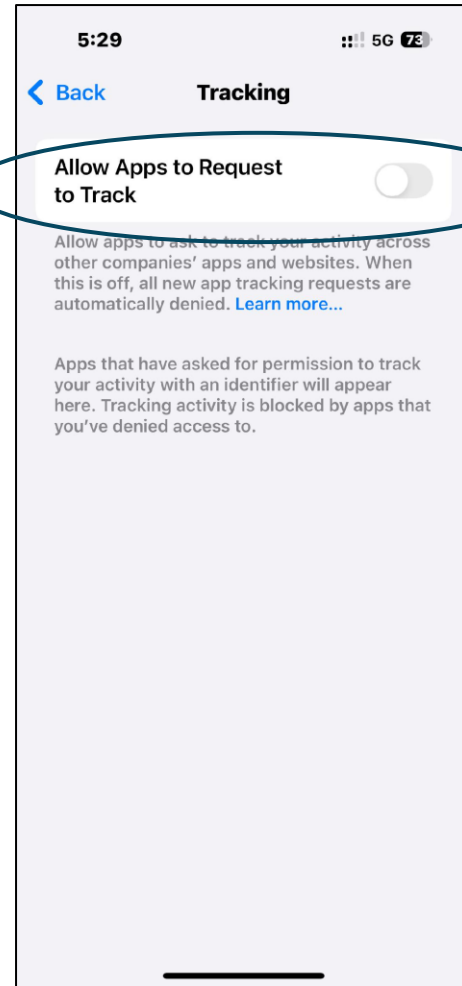 5:29 5G 73
Back Tracking
Allow Apps to Request
to Track
Allow apps to ask to track your activity across
other companies’ apps and websites. When
this is off, all new app tracking requests are
automatically denied. Learn more...
Apps that have asked for permission to track
your activity with an identifier will appear
here. Tracking activity is blocked by apps that
you’ve denied access to.